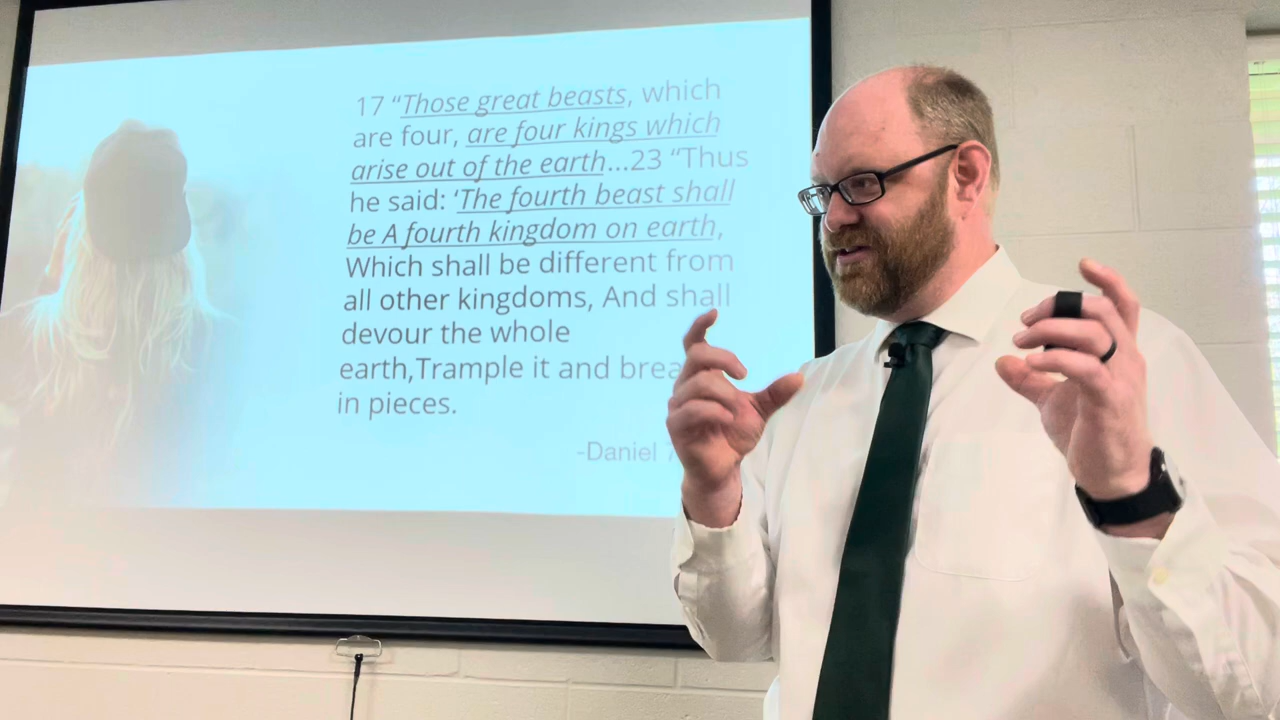 17 “Those great beasts, which
are four, are four kings which
arise out of the earth...23 “Thus
he said: ‘The fourth beast shall
be A fourth kingdom on earth,
Which shall be different from
all other kingdoms, And shall
devour the whole
earth,Trample it and
in pieces.
-Daniel